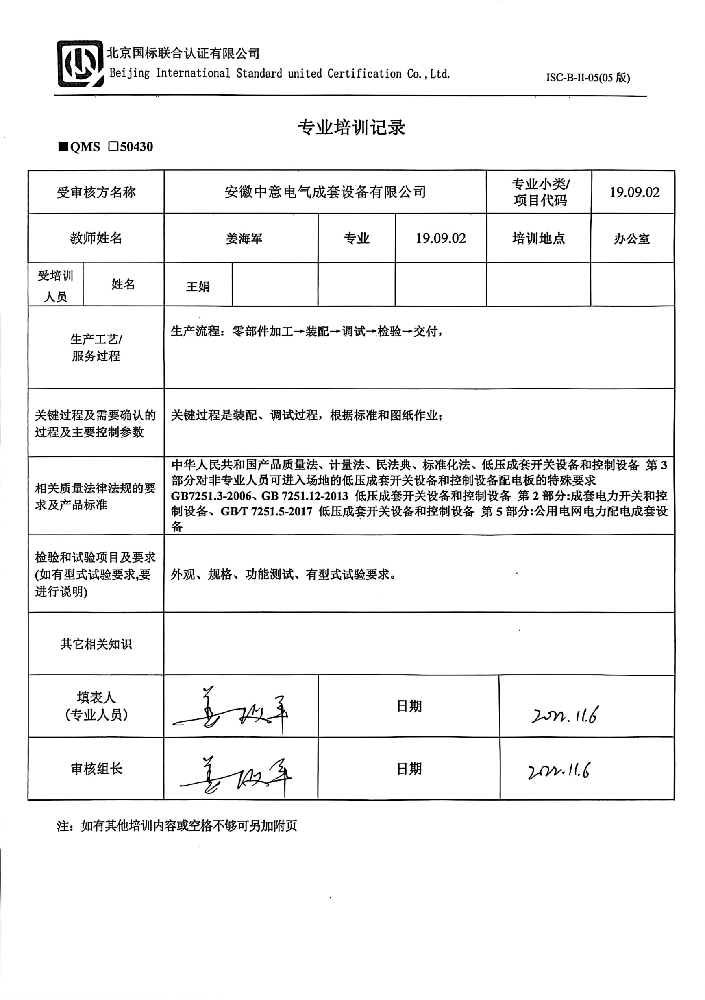 北京国标联合认证有限公司
Beijing International Standard united Certification Co.,Ltd.
ISC-B-II-05(05 版)
专业培训记录
■QMS □50430
受审核方名称
安徽中意电气成套设备有限公司
专业小类/
项目代码
19.09.02
教师姓名
姜海军
专业
19.09.02
培训地点
办公室
受培训
人员
姓名
王娟
生产工艺/
服务过程
生产流程：零部件加工→装配→调试→检验→交付，
关键过程及需要确认的
过程及主要控制参数
关键过程是装配、调试过程，根据标准和图纸作业；
相关质量法律法规的要
求及产品标准
中华人民共和国产品质量法、计量法、民法典、标准化法、低压成套开关设备和控制设备 第 3
部分对非专业人员可进入场地的低压成套开关设备和控制设备配电板的特殊要求
GB7251.3-2006、GB 7251.12-2013 低压成套开关设备和控制设备 第 2 部分:成套电力开关和控
制设备、GB/T 7251.5-2017 低压成套开关设备和控制设备 第 5 部分:公用电网电力配电成套设
备
检验和试验项目及要求
(如有型式试验要求,要
进行说明)
外观、规格、功能测试、有型式试验要求。
其它相关知识
填表人
（专业人员）
姜海军
日期
2022.11.6
审核组长
姜海军
日期
2022.11.6
注：如有其他培训内容或空格不够可另加附页